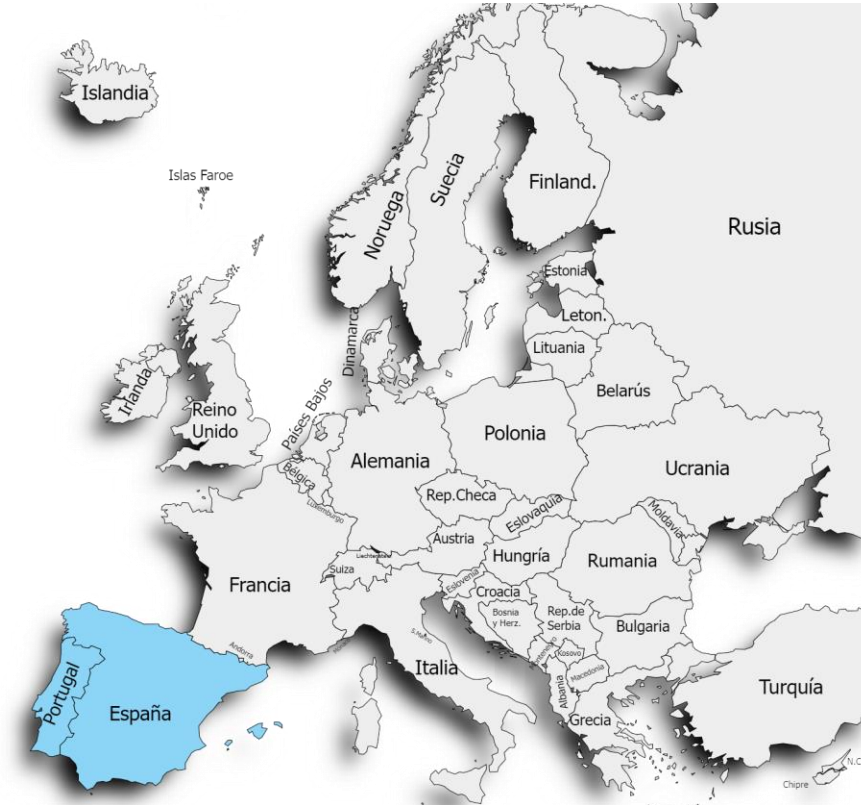 Islandia
Islas Faroe
Noruega
Suecia
Finland.
Rusia
Estonia
Leton.
Lituania
Dinamarca
Belarús
Irlanda
Reino
Unido
Países Bajos
Polonia
Alemania
Bélgica
Ucrania
Rep.Checa
Luxemburgo
Eslovaquia
Moldavia
Austria
Liechtenstein
Hungría
Rumania
Suiza
Francia
Eslovenia
Croacia
Bosnia
y Herz.
Rep.de
Serbia
Bulgaria
S. Marino
Andorra
Montenegro
Kosovo
Italia
Macedonia
Albania
Portugal
España
Grecia
Turquía
Chipre
N.C